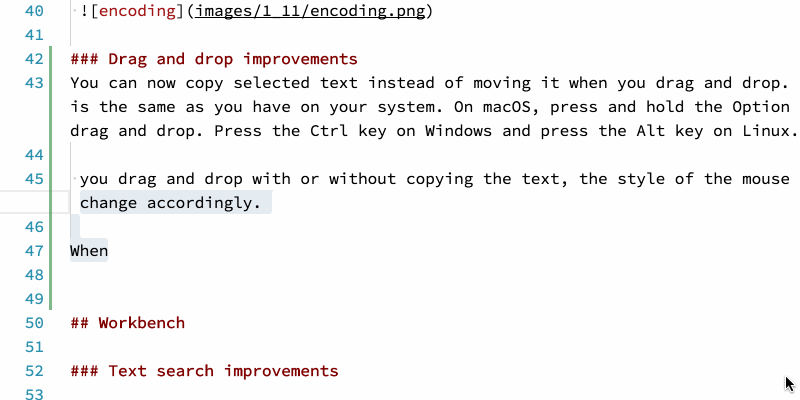 40 ![encoding](images/1_11/encoding.png)
41
42 ### Drag and drop improvements
43 You can now copy selected text instead of moving it when you drag and drop.
is the same as you have on your system. On macOS, press and hold the Option
drag and drop. Press the Ctrl key on Windows and press the Alt key on Linux.
44
45 you drag and drop with or without copying the text, the style of the mouse
change accordingly.
46
47 When
48
49
50 ## Workbench
51
52 ### Text search improvements
53